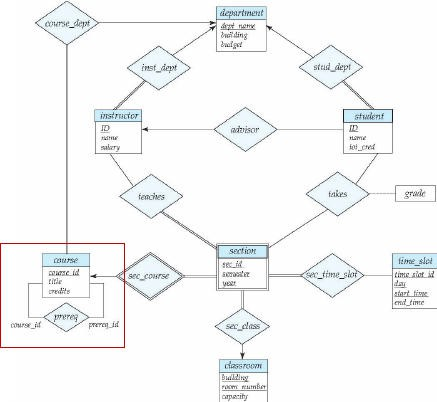 department
course_dept
dept_name
building
budget
inst_dept
stud_dept
instructor
ID
name
salary
advisor
student
ID
name
tot_cred
teaches
takes
grade
course
course_id
title
credits
prereq
course_id
prereq_id
sec_course
section
sec_id
semester
year
sec_time_slot
time_slot
time_slot_id
day
start_time
end_time
sec_class
classroom
building
room_number
capacity